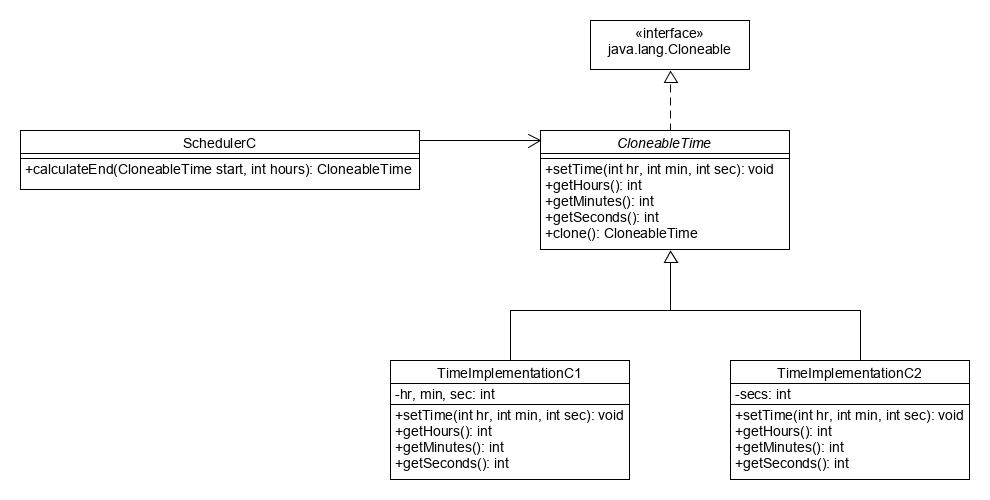 «interface»
java.lang.Cloneable
SchedulerC
+calculateEnd(CloneableTime start, int hours): CloneableTime
CloneableTime
+setTime(int hr, int min, int sec): void
+getHours(): int
+getMinutes(): int
+getSeconds(): int
+clone(): CloneableTime
TimeImplementationC1
-hr, min, sec: int
+setTime(int hr, int min, int sec): void
+getHours(): int
+getMinutes(): int
+getSeconds(): int
TimeImplementationC2
-secs: int
+setTime(int hr, int min, int sec): void
+getHours(): int
+getMinutes(): int
+getSeconds(): int